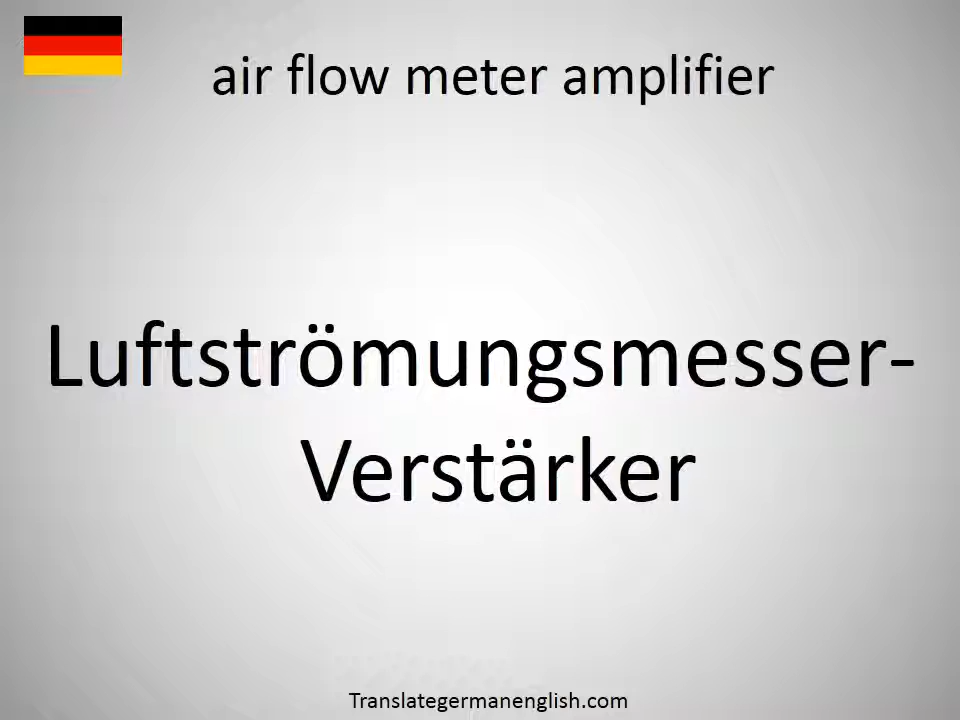 air flow meter amplifier
Luftströmungsmesser-
Verstärker
Translategermanenglish.com